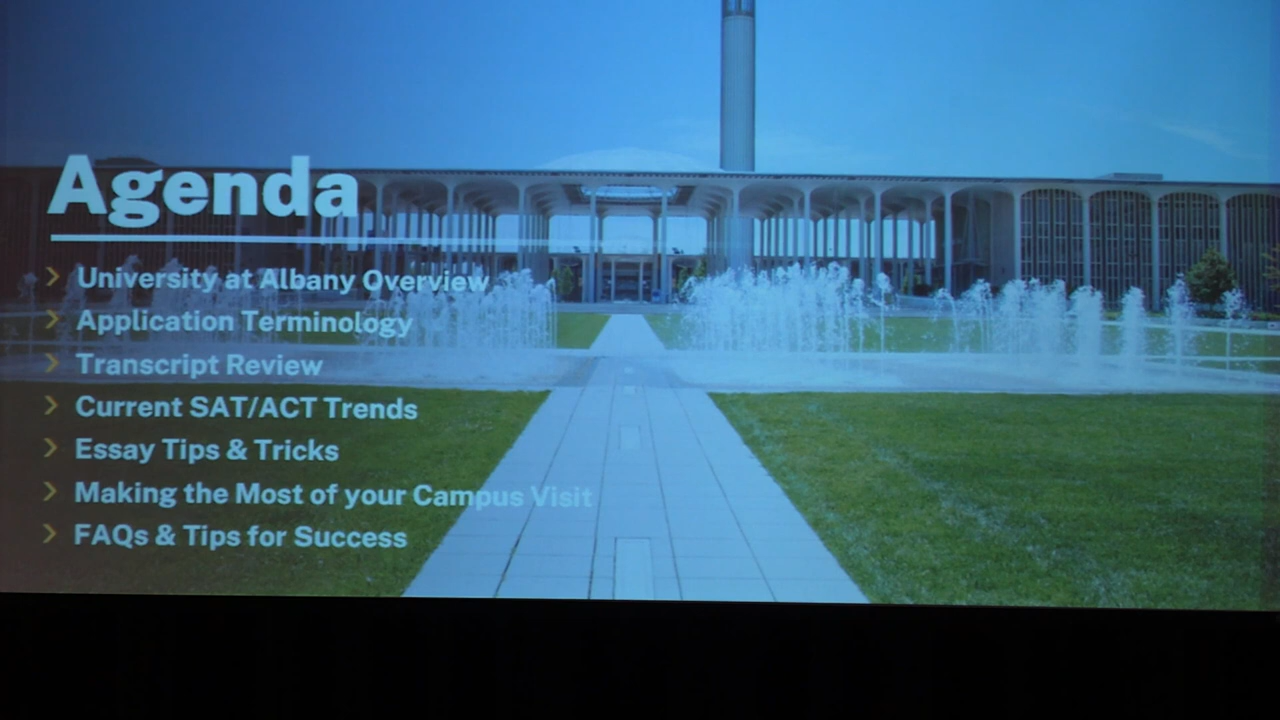 Agenda
University at Albany Overview
Application Terminology
Transcript Review
Current SAT/ACT Trends
Essay Tips & Tricks
Making the Most of your Campus Visit
FAQs & Tips for Success